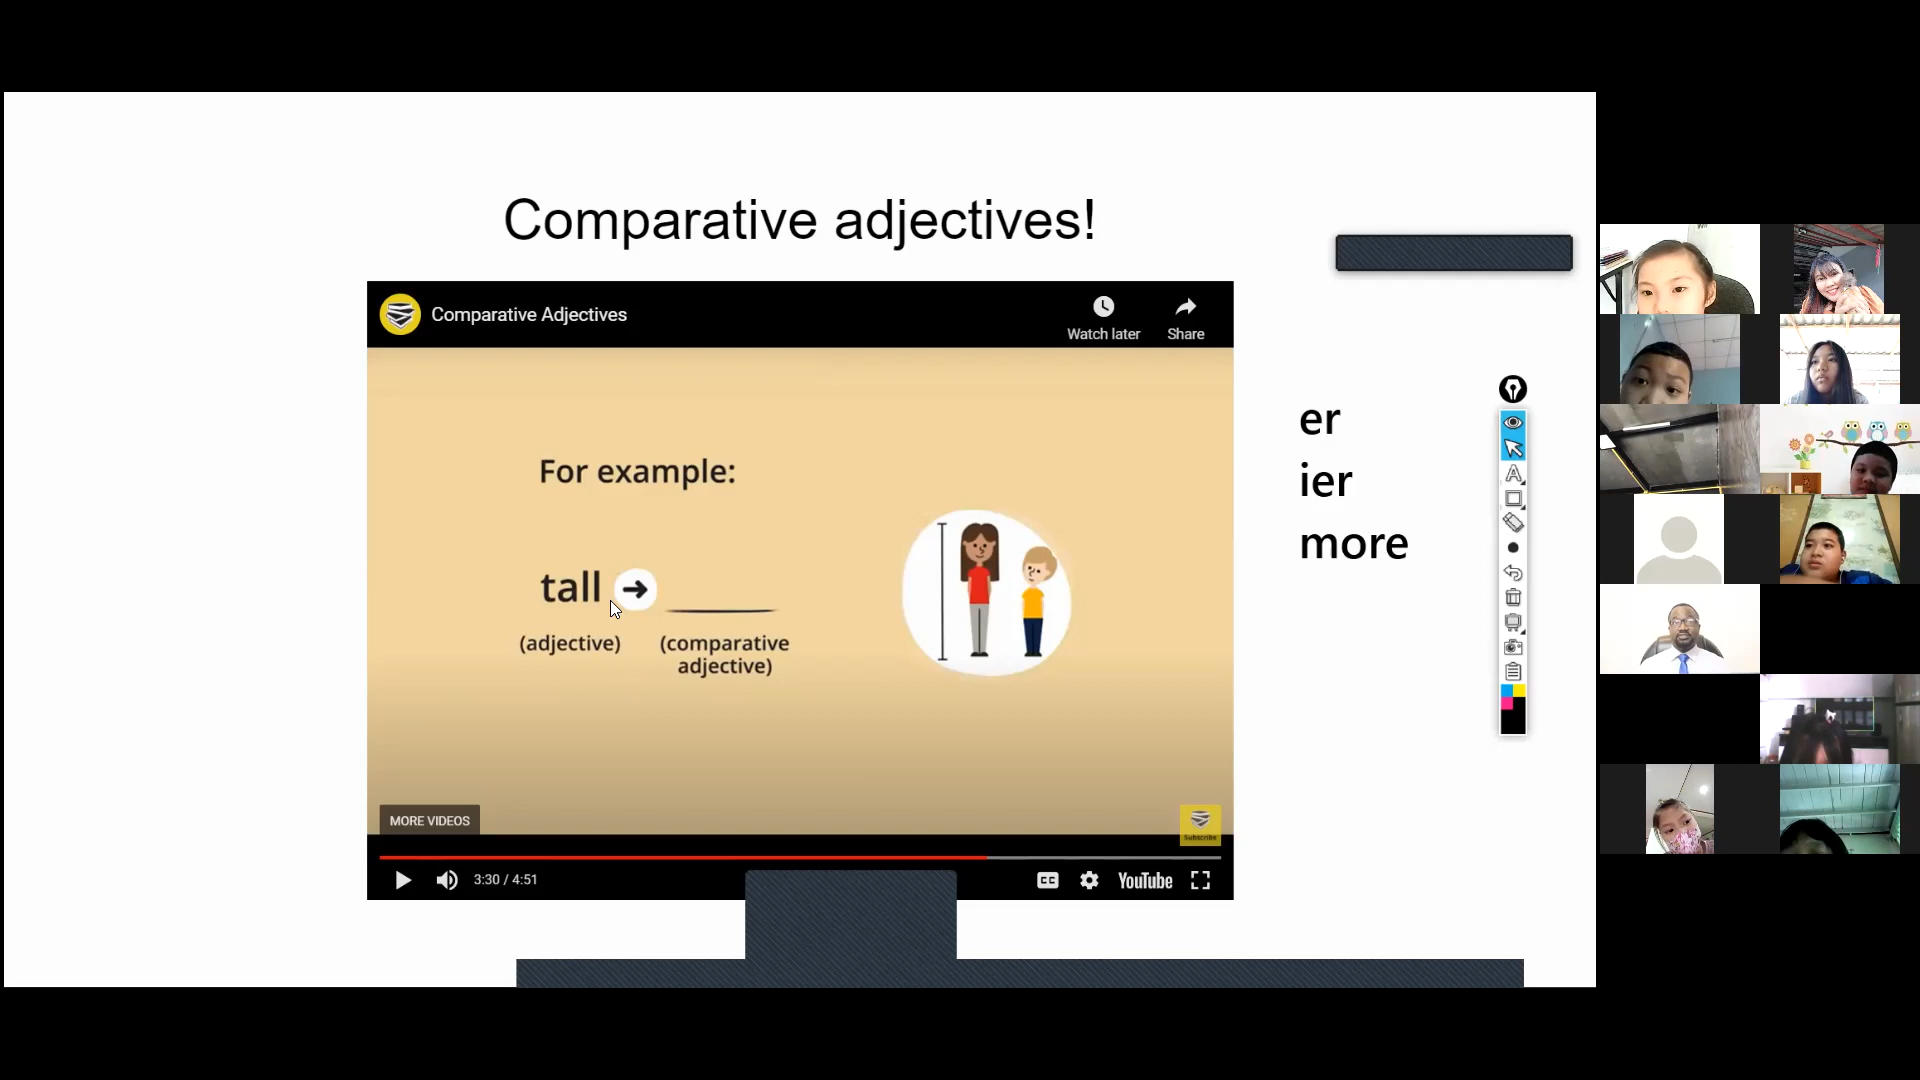 Comparative adjectives!
Comparative Adjectives
Watch later
Share
For example:
tall
(adjective)
(comparative
adjective)
er
ier
more
A
MORE VIDEOS
Subscribe
3:30 / 4:51
CC
YouTube